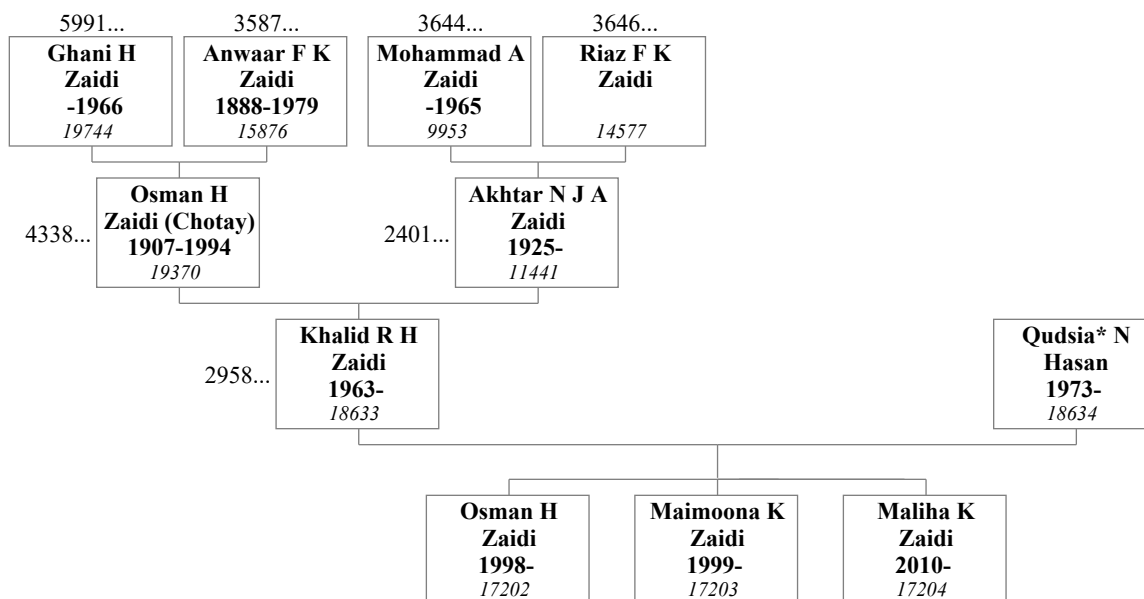 5991...
3587...
3644...
3646...
Ghani H
Zaidi
-1966
19744
Anwaar F K
Zaidi
1888-1979
15876
Mohammad A
Zaidi
-1965
9953
Riaz F K
Zaidi
14577
4338...
Osman H
Zaidi (Chotay)
1907-1994
19370
2401...
Akhtar N J A
Zaidi
1925-
11441
2958...
Khalid R H
Zaidi
1963-
18633
Qudsia* N
Hasan
1973-
18634
Osman H
Zaidi
1998-
17202
Maimoona K
Zaidi
1999-
17203
Maliha K
Zaidi
2010-
17204